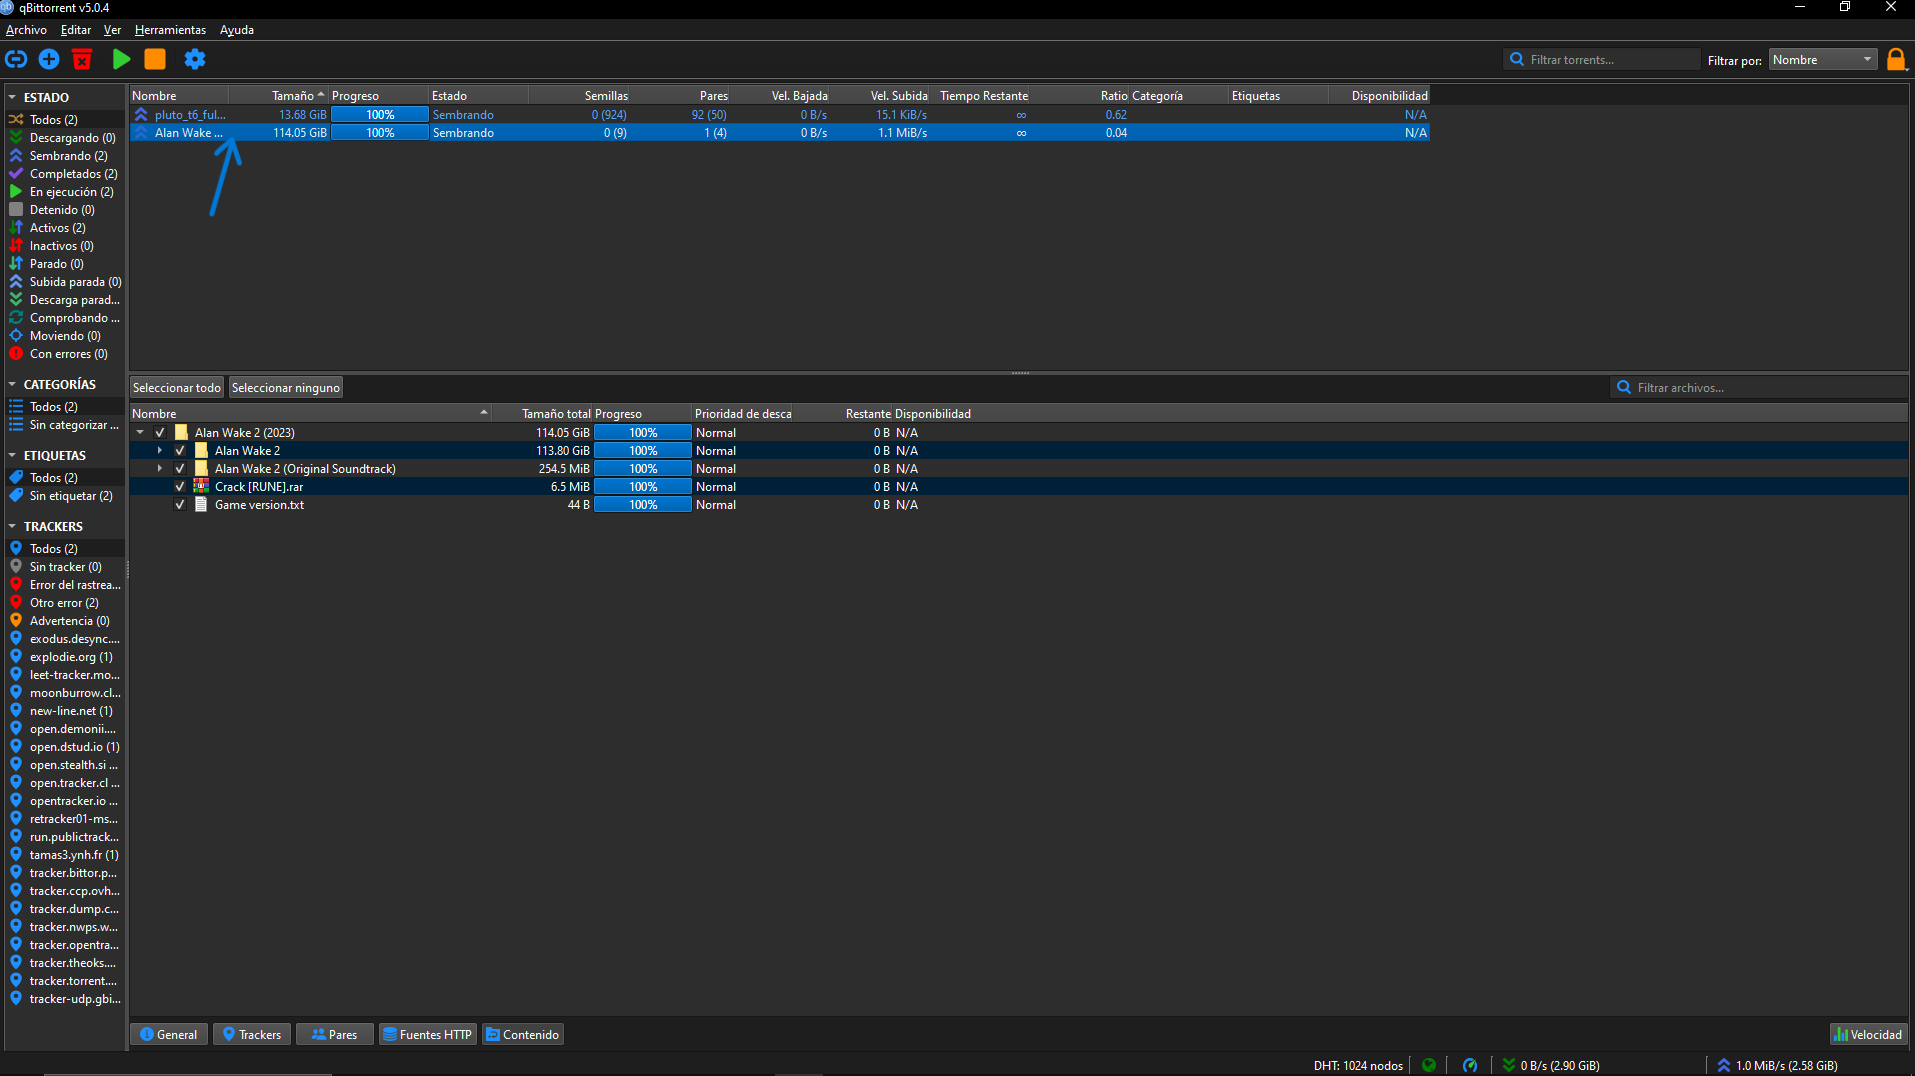 qBittorrent v5.0.4
Archivo Editar Ver Herramientas Ayuda
Filtrar torrents... Filtrar por: Nombre
ESTADO
Todos (2)
Descargando (0)
Sembrando (2)
Completados (2)
En ejecución (2)
Detenido (0)
Activos (2)
Inactivos (0)
Parado (0)
Subida parada (0)
Descarga parad...
Comprobando ...
Moviendo (0)
Con errores (0)
CATEGORÍAS
Todos (2)
Sin categorizar ...
ETIQUETAS
Todos (2)
Sin etiquetar (2)
TRACKERS
Todos (2)
Sin tracker (0)
Error del rastrea...
Otro error (2)
Advertencia (0)
exodus.desync....
explodie.org (1)
leet-tracker.mo...
moonburrow.cl...
new-line.net (1)
open.demonii....
open.dstud.io (1)
open.stealth.si ...
open.tracker.cl ...
opentracker.io ...
retracker01-ms...
run.publictrack...
tamas3.ynh.fr (1)
tracker.bittor.p...
tracker.ccp.ovh...
tracker.dump.c...
tracker.nwps.w...
tracker.opentra...
tracker.theoks....
tracker.torrent....
tracker-udp.gbi...
Nombre Tamaño Progreso Estado Semillas Pares Vel. Bajada Vel. Subida Tiempo Restante Ratio Categoría Etiquetas Disponibilidad
pluto_t6_ful... 13.68 GiB 100% Sembrando 0 (924) 92 (50) 0 B/s 15.1 KiB/s ∞ 0.62 N/A
Alan Wake ... 114.05 GiB 100% Sembrando 0 (9) 1 (4) 0 B/s 1.1 MiB/s ∞ 0.04 N/A
Seleccionar todo Seleccionar ninguno Filtrar archivos...
Nombre Tamaño total Progreso Prioridad de desca Restante Disponibilidad
Alan Wake 2 (2023) 114.05 GiB 100% Normal 0 B N/A
Alan Wake 2 113.80 GiB 100% Normal 0 B N/A
Alan Wake 2 (Original Soundtrack) 254.5 MiB 100% Normal 0 B N/A
Crack [RUNE].rar 6.5 MiB 100% Normal 0 B N/A
Game version.txt 44 B 100% Normal 0 B N/A
General Trackers Pares Fuentes HTTP Contenido Velocidad
DHT: 1024 nodos 0 B/s (2.90 GiB) 1.0 MiB/s (2.58 GiB)